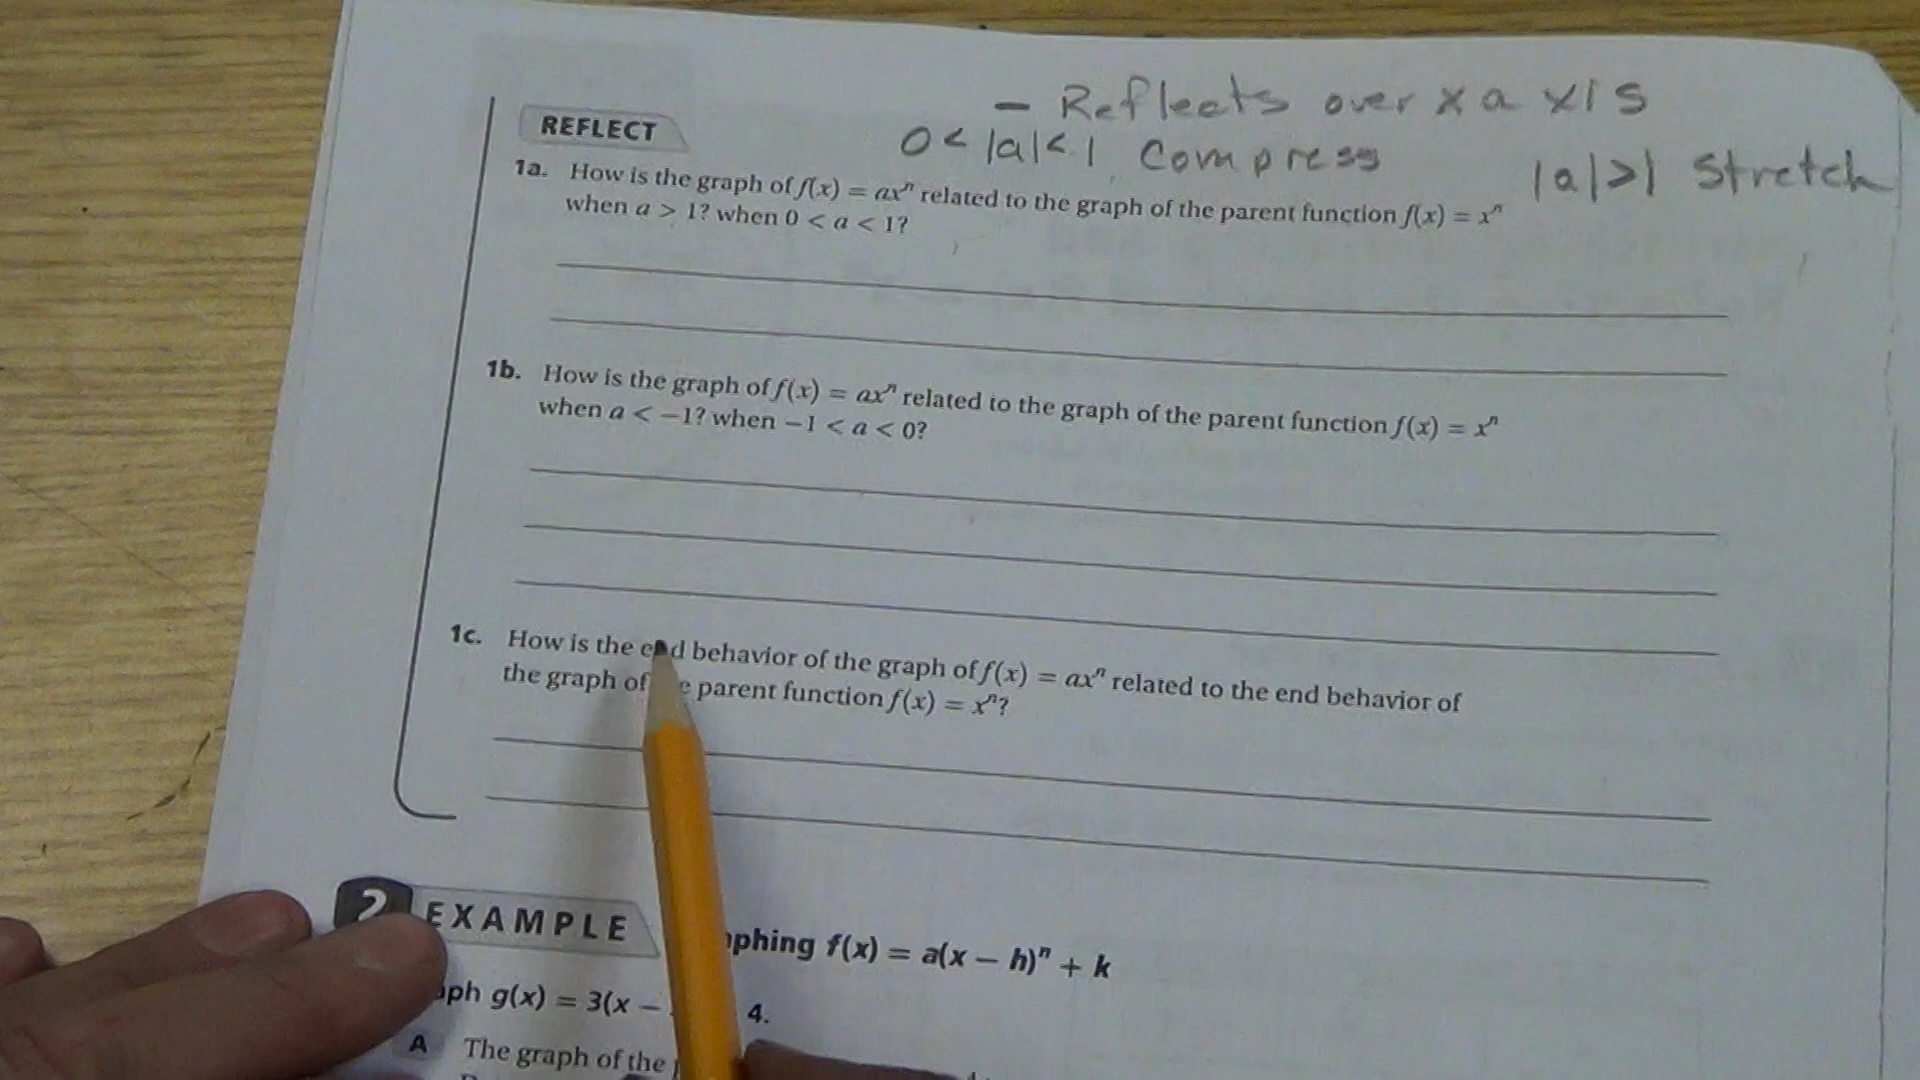 – Reflects over x axis
0 < |a| < 1 Compress
|a| > 1 Stretch
REFLECT
1a. How is the graph of f(x) = axⁿ related to the graph of the parent function f(x) = xⁿ
when a > 1? when 0 < a < 1?
1b. How is the graph of f(x) = axⁿ related to the graph of the parent function f(x) = xⁿ
when a < −1? when −1 < a < 0?
1c. How is the end behavior of the graph of f(x) = axⁿ related to the end behavior of
the graph of parent function f(x) = xⁿ?
2 EXAMPLE f(x) = a(x − h)ⁿ + k
g(x) = 3(x − 4.
A The graph of the